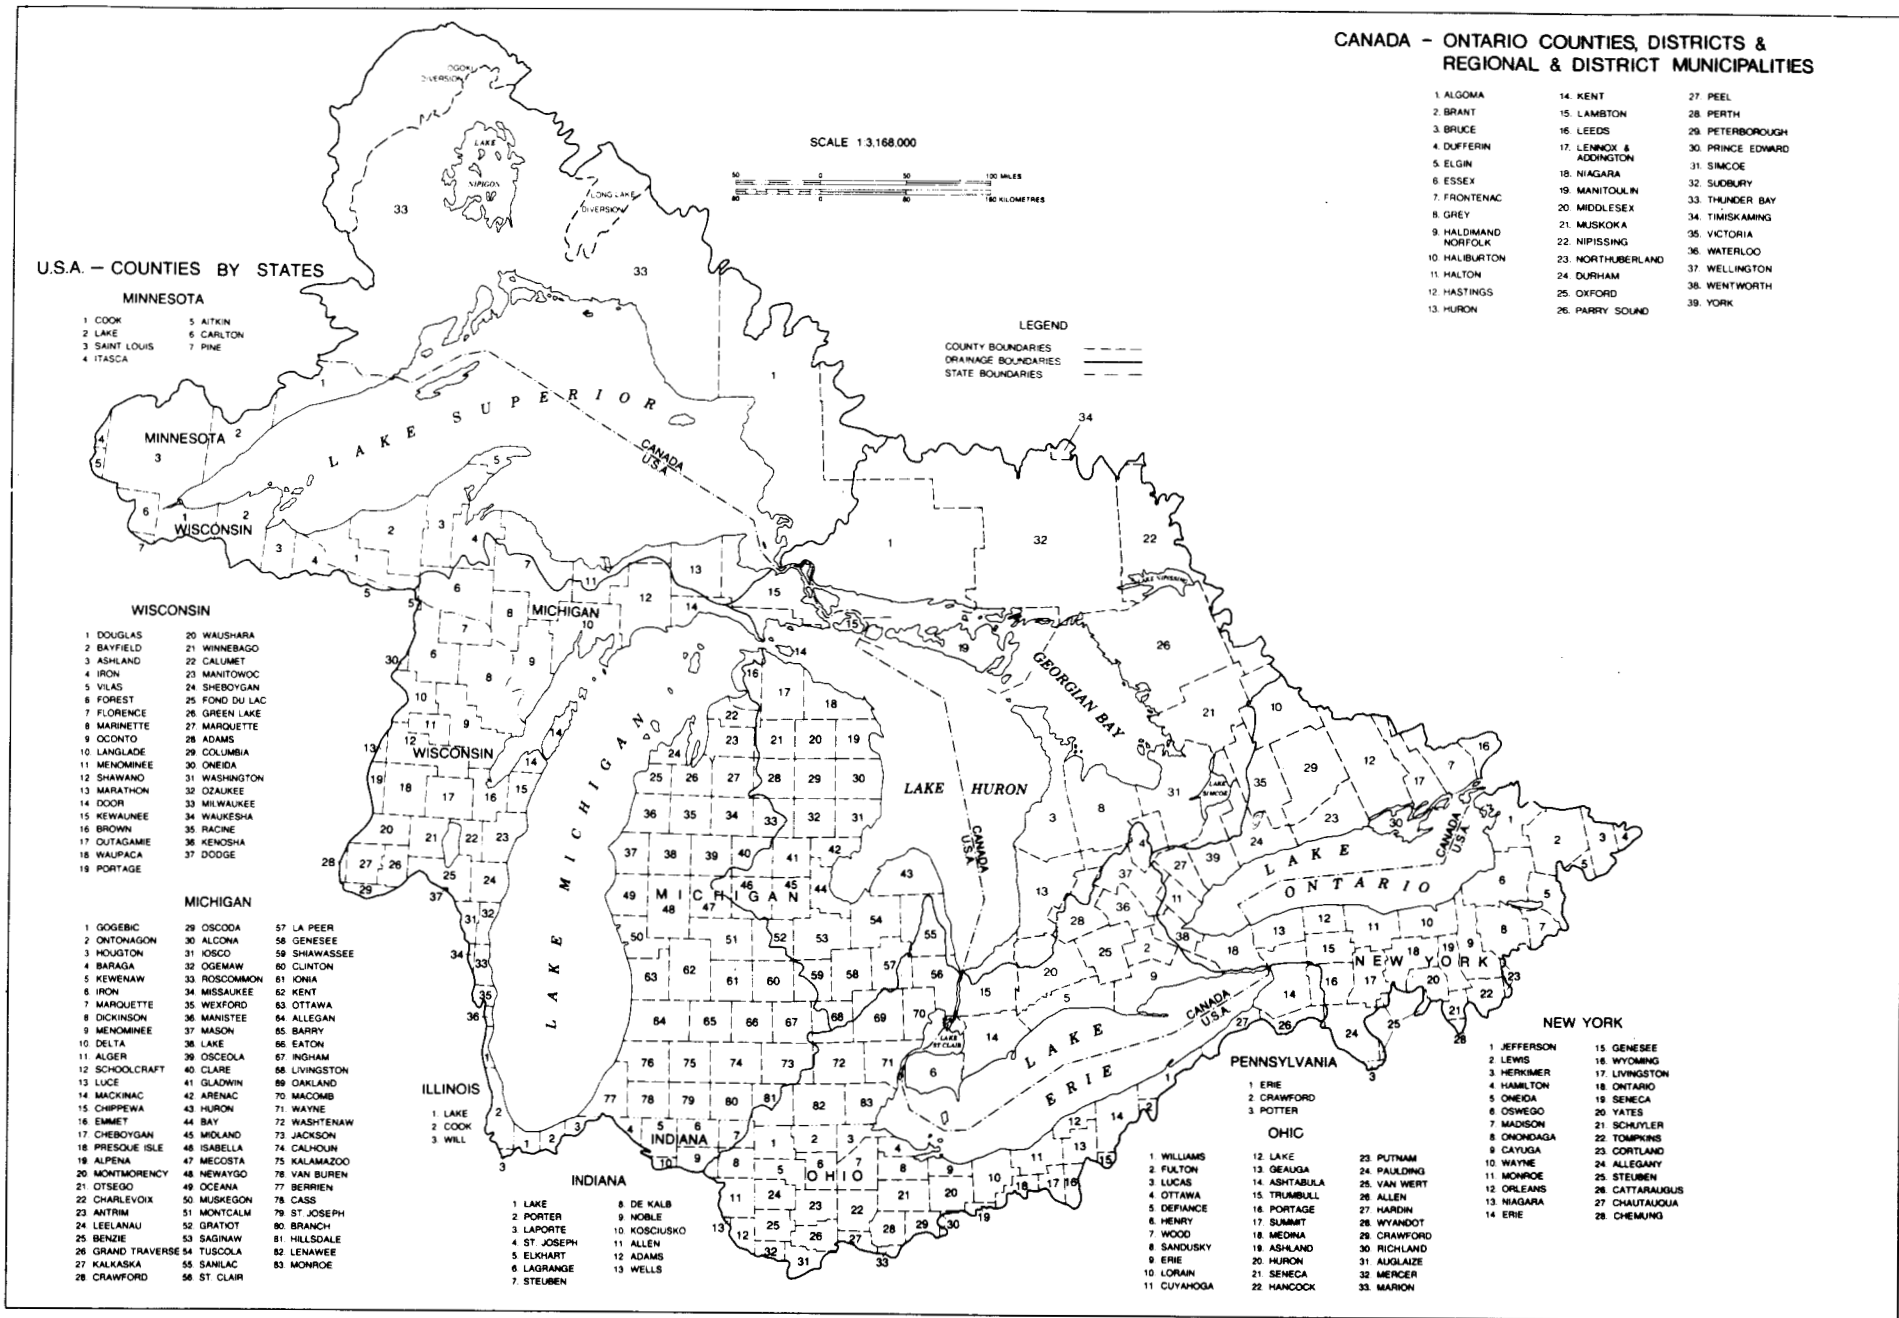 CANADA - ONTARIO COUNTIES, DISTRICTS &
REGIONAL & DISTRICT MUNICIPALITIES
1. ALGOMA
2. BRANT
3. BRUCE
4. DUFFERIN
5. ELGIN
6. ESSEX
7. FRONTENAC
8. GREY
9. HALDIMAND
NORFOLK
10. HALIBURTON
11. HALTON
12. HASTINGS
13. HURON
14. KENT
15. LAMBTON
16. LEEDS
17. LENNOX &
ADDINGTON
18. NIAGARA
19. MANITOULIN
20. MIDDLESEX
21. MUSKOKA
22. NIPISSING
23. NORTHUBERLAND
24. DURHAM
25. OXFORD
26. PARRY SOUND
27. PEEL
28. PERTH
29. PETERBOROUGH
30. PRINCE EDWARD
31. SIMCOE
32. SUDBURY
33. THUNDER BAY
34. TIMISKAMING
35. VICTORIA
36. WATERLOO
37. WELLINGTON
38. WENTWORTH
39. YORK
SCALE 1:3,168,000
50 0 50 100 MILES
80 0 80 160 KILOMETRES
OGOKI
DIVERSION
LAKE
NIPIGON
LONG LAKE
DIVERSION
33
33
U.S.A. - COUNTIES BY STATES
MINNESOTA
1 COOK
2 LAKE
3 SAINT LOUIS
4 ITASCA
5 AITKIN
6 CARLTON
7 PINE
LEGEND
COUNTY BOUNDARIES
DRAINAGE BOUNDARIES
STATE BOUNDARIES
MINNESOTA
LAKE SUPERIOR
CANADA
U.S.A
WISCONSIN
MICHIGAN
LAKE NIPISSING
GEORGIAN BAY
WISCONSIN
LAKE MICHIGAN
MICHIGAN
LAKE HURON
CANADA
U.S.A
LAKE
SIMCOE
LAKE
ONTARIO
CANADA
U.S.A
NEW YORK
LAKE
ST CLAIR
LAKE
ERIE
CANADA
U.S.A
INDIANA
OHIO
WISCONSIN
1 DOUGLAS
2 BAYFIELD
3 ASHLAND
4 IRON
5 VILAS
6 FOREST
7 FLORENCE
8 MARINETTE
9 OCONTO
10 LANGLADE
11 MENOMINEE
12 SHAWANO
13 MARATHON
14 DOOR
15 KEWAUNEE
16 BROWN
17 OUTAGAMIE
18 WAUPACA
19 PORTAGE
20 WAUSHARA
21 WINNEBAGO
22 CALUMET
23 MANITOWOC
24 SHEBOYGAN
25 FOND DU LAC
26 GREEN LAKE
27 MARQUETTE
28 ADAMS
29 COLUMBIA
30 ONEIDA
31 WASHINGTON
32 OZAUKEE
33 MILWAUKEE
34 WAUKESHA
35 RACINE
36 KENOSHA
37 DODGE
MICHIGAN
1 GOGEBIC
2 ONTONAGON
3 HOUGTON
4 BARAGA
5 KEWENAW
6 IRON
7 MARQUETTE
8 DICKINSON
9 MENOMINEE
10 DELTA
11 ALGER
12 SCHOOLCRAFT
13 LUCE
14 MACKINAC
15 CHIPPEWA
16 EMMET
17 CHEBOYGAN
18 PRESQUE ISLE
19 ALPENA
20 MONTMORENCY
21 OTSEGO
22 CHARLEVOIX
23 ANTRIM
24 LEELANAU
25 BENZIE
26 GRAND TRAVERSE
27 KALKASKA
28 CRAWFORD
29 OSCODA
30 ALCONA
31 IOSCO
32 OGEMAW
33 ROSCOMMON
34 MISSAUKEE
35 WEXFORD
36 MANISTEE
37 MASON
38 LAKE
39 OSCEOLA
40 CLARE
41 GLADWIN
42 ARENAC
43 HURON
44 BAY
45 MIDLAND
46 ISABELLA
47 MECOSTA
48 NEWAYGO
49 OCEANA
50 MUSKEGON
51 MONTCALM
52 GRATIOT
53 SAGINAW
54 TUSCOLA
55 SANILAC
56 ST. CLAIR
57 LA PEER
58 GENESEE
59 SHIAWASSEE
60 CLINTON
61 IONIA
62 KENT
63 OTTAWA
64 ALLEGAN
65 BARRY
66 EATON
67 INGHAM
68 LIVINGSTON
69 OAKLAND
70 MACOMB
71 WAYNE
72 WASHTENAW
73 JACKSON
74 CALHOUN
75 KALAMAZOO
76 VAN BUREN
77 BERRIEN
78 CASS
79 ST. JOSEPH
80 BRANCH
81 HILLSDALE
82 LENAWEE
83 MONROE
ILLINOIS
1. LAKE
2. COOK
3. WILL
INDIANA
1 LAKE
2 PORTER
3 LAPORTE
4 ST. JOSEPH
5 ELKHART
6 LAGRANGE
7. STEUBEN
8. DE KALB
9. NOBLE
10. KOSCIUSKO
11 ALLEN
12 ADAMS
13 WELLS
PENNSYLVANIA
1 ERIE
2 CRAWFORD
3 POTTER
OHIC
1 WILLIAMS
2 FULTON
3 LUCAS
4 OTTAWA
5 DEFIANCE
6 HENRY
7. WOOD
8 SANDUSKY
9 ERIE
10 LORAIN
11 CUYAHOGA
12. LAKE
13. GEAUGA
14. ASHTABULA
15. TRUMBULL
16. PORTAGE
17. SUMMIT
18. MEDINA
19. ASHLAND
20. HURON
21. SENECA
22 HANCOCK
23. PUTNAM
24. PAULDING
25. VAN WERT
26 ALLEN
27 HARDIN
28. WYANDOT
29. CRAWFORD
30 RICHLAND
31. AUGLAIZE
32 MERCER
33. MARION
NEW YORK
1 JEFFERSON
2 LEWIS
3 HERKIMER
4 HAMILTON
5 ONEIDA
6 OSWEGO
7 MADISON
8 ONONDAGA
9 CAYUGA
10. WAYNE
11 MONROE
12 ORLEANS
13. NIAGARA
14 ERIE
15. GENESEE
16. WYOMING
17. LIVINGSTON
18. ONTARIO
19 SENECA
20 YATES
21. SCHUYLER
22 TOMPKINS
23 CORTLAND
24 ALLEGANY
25. STEUBEN
26. CATTARAUGUS
27 CHAUTAUQUA
28. CHEMUNG